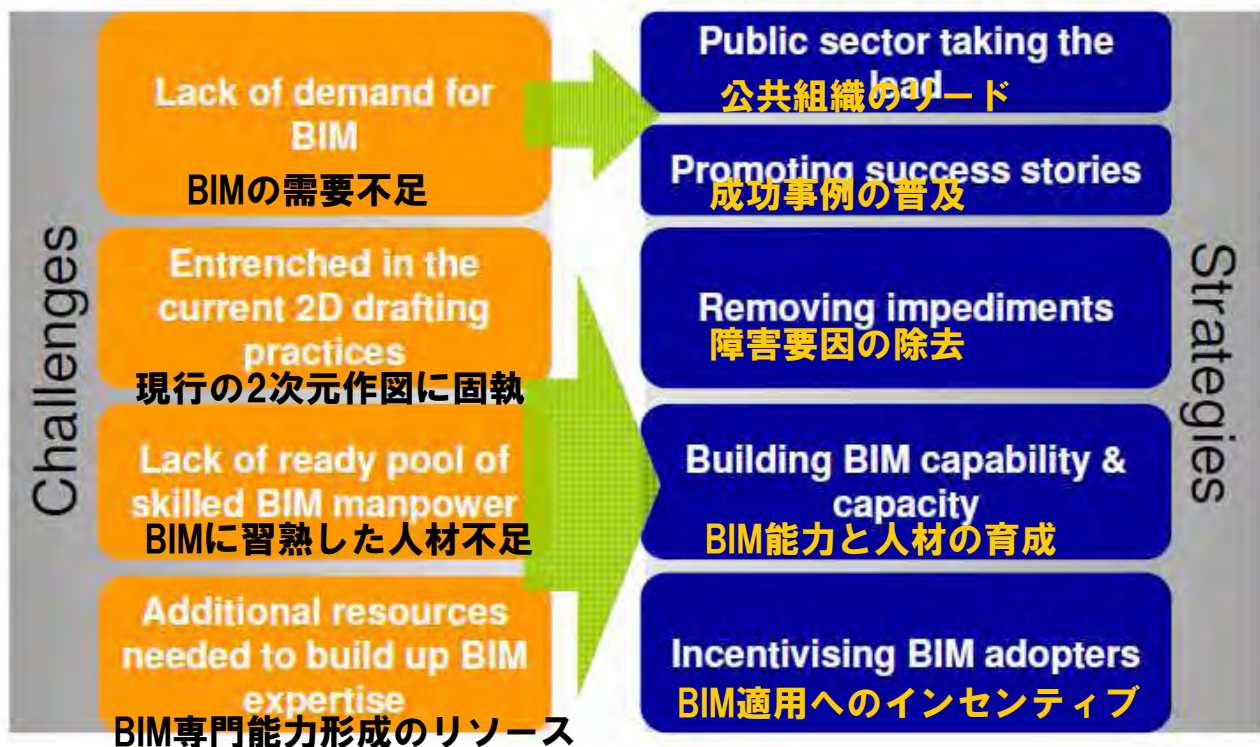 Challenges
Lack of demand for
BIM
BIMの需要不足
Entrenched in the
current 2D drafting
practices
現行の2次元作図に固執
Lack of ready pool of
skilled BIM manpower
BIMに習熟した人材不足
Additional resources
needed to build up BIM
expertise
BIM専門能力形成のリソース
Public sector taking the
lead
公共組織のリード
Promoting success stories
成功事例の普及
Removing impediments
障害要因の除去
Building BIM capability &
capacity
BIM能力と人材の育成
Incentivising BIM adopters
BIM適用へのインセンティブ
Strategies